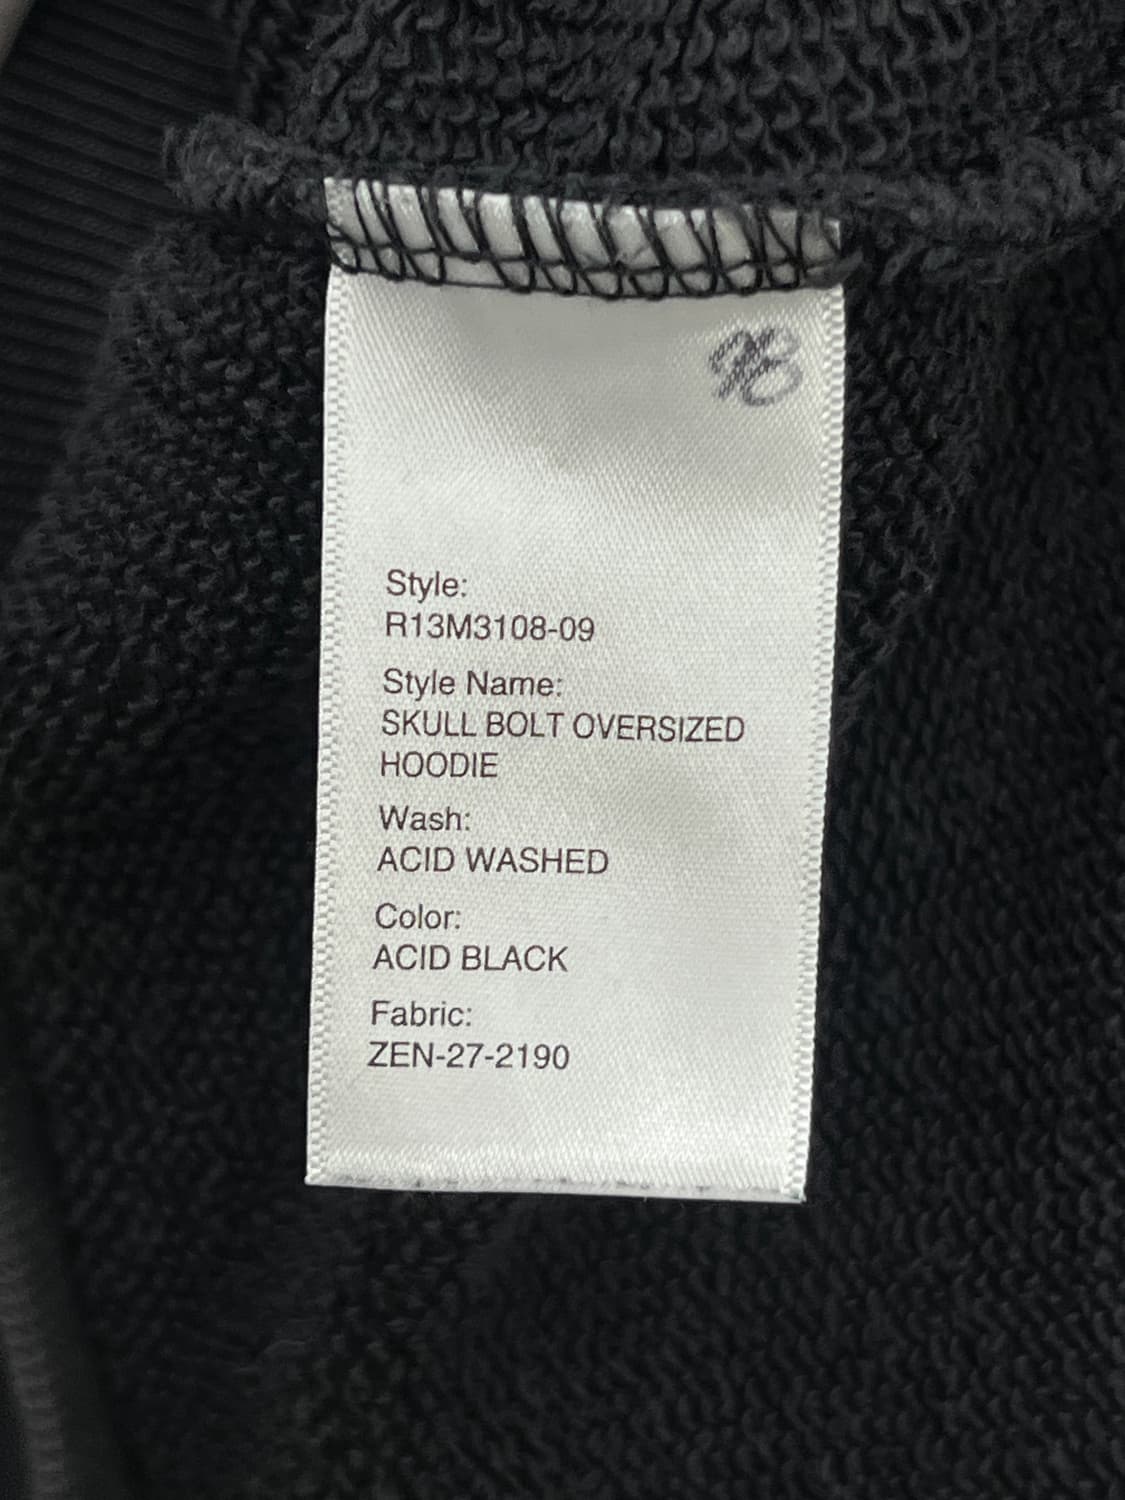 Style:
R13M3108-09
Style Name:
SKULL BOLT OVERSIZED
HOODIE
Wash:
ACID WASHED
Color:
ACID BLACK
Fabric:
ZEN-27-2190